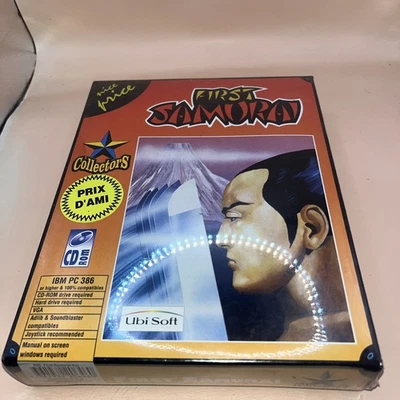 nice
price
FIRST
SAMURAI
Collectors
PRIX
D'AMI
CD
ROM
IBM PC 386
or higher & 100% compatibles
CD-ROM drive required
Hard drive required
VGA
Adlib & Soundblaster
compatibles
Joystick recommended
Manual on screen
windows required
Ubi Soft